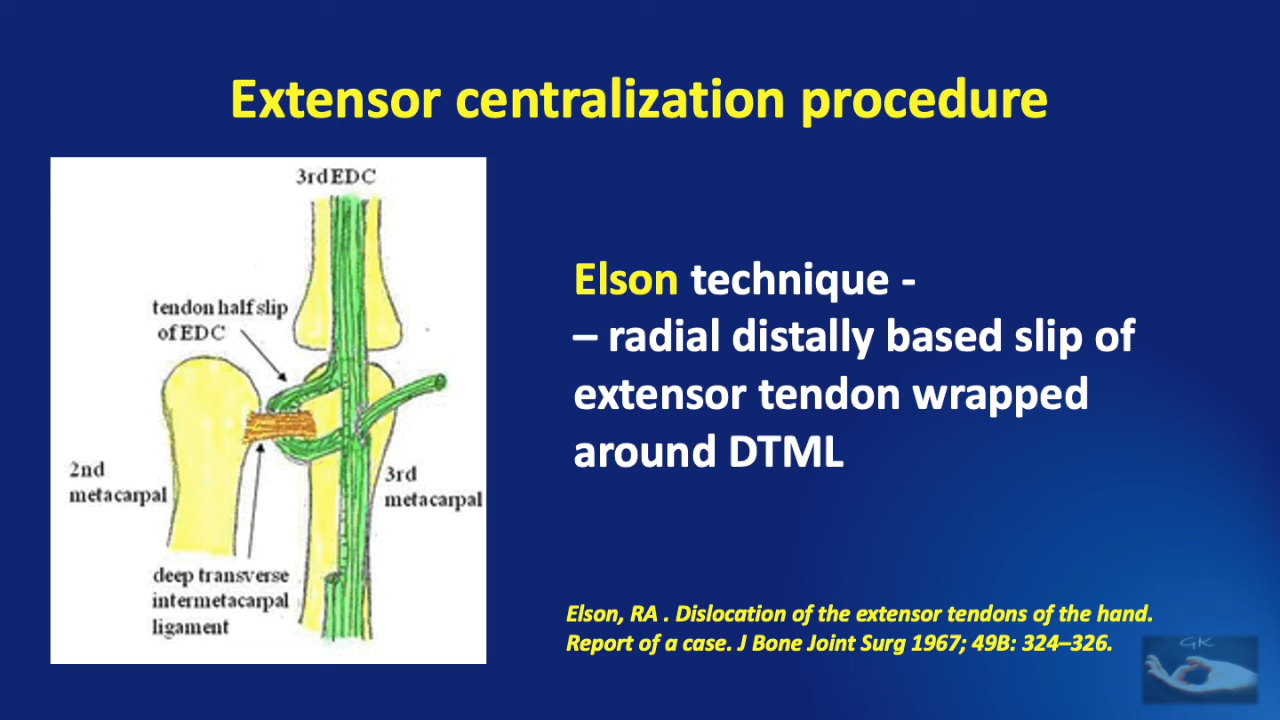 Extensor centralization procedure
3rd EDC
tendon half slip
of EDC
2nd
metacarpal
3rd
metacarpal
deep transverse
intermetacarpal
ligament
Elson technique -
– radial distally based slip of
extensor tendon wrapped
around DTML
Elson, RA . Dislocation of the extensor tendons of the hand.
Report of a case. J Bone Joint Surg 1967; 49B: 324–326.
GK